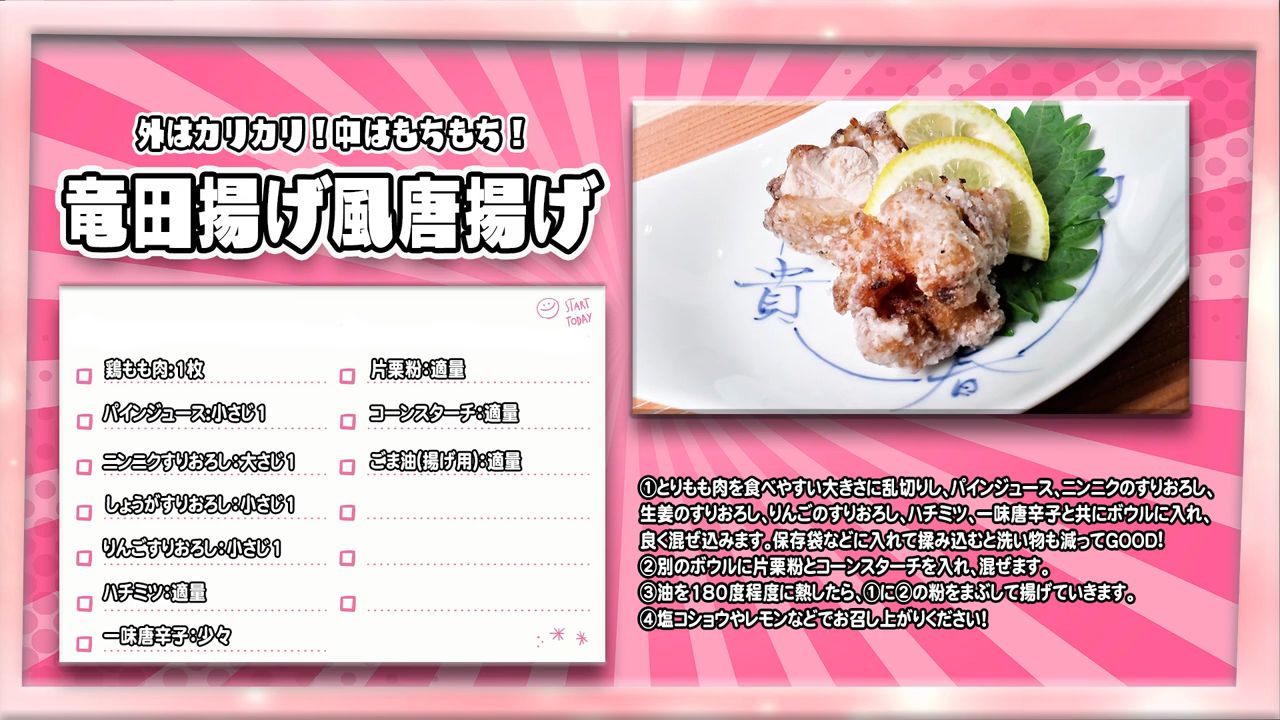 外はカリカリ！中はもちもち！
竜田揚げ風唐揚げ
START
TODAY
鶏もも肉：1枚
パインジュース：小さじ1
ニンニクすりおろし：大さじ1
しょうがすりおろし：小さじ1
りんごすりおろし：小さじ1
ハチミツ：適量
一味唐辛子：少々
片栗粉：適量
コーンスターチ：適量
ごま油(揚げ用)：適量
貴
春
①とりもも肉を食べやすい大きさに乱切りし、パインジュース、ニンニクのすりおろし、
生姜のすりおろし、りんごのすりおろし、ハチミツ、一味唐辛子と共にボウルに入れ、
良く混ぜ込みます。保存袋などに入れて揉み込むと洗い物も減ってGOOD！
②別のボウルに片栗粉とコーンスターチを入れ、混ぜます。
③油を180度程度に熱したら、①に②の粉をまぶして揚げていきます。
④塩コショウやレモンなどでお召し上がりください！